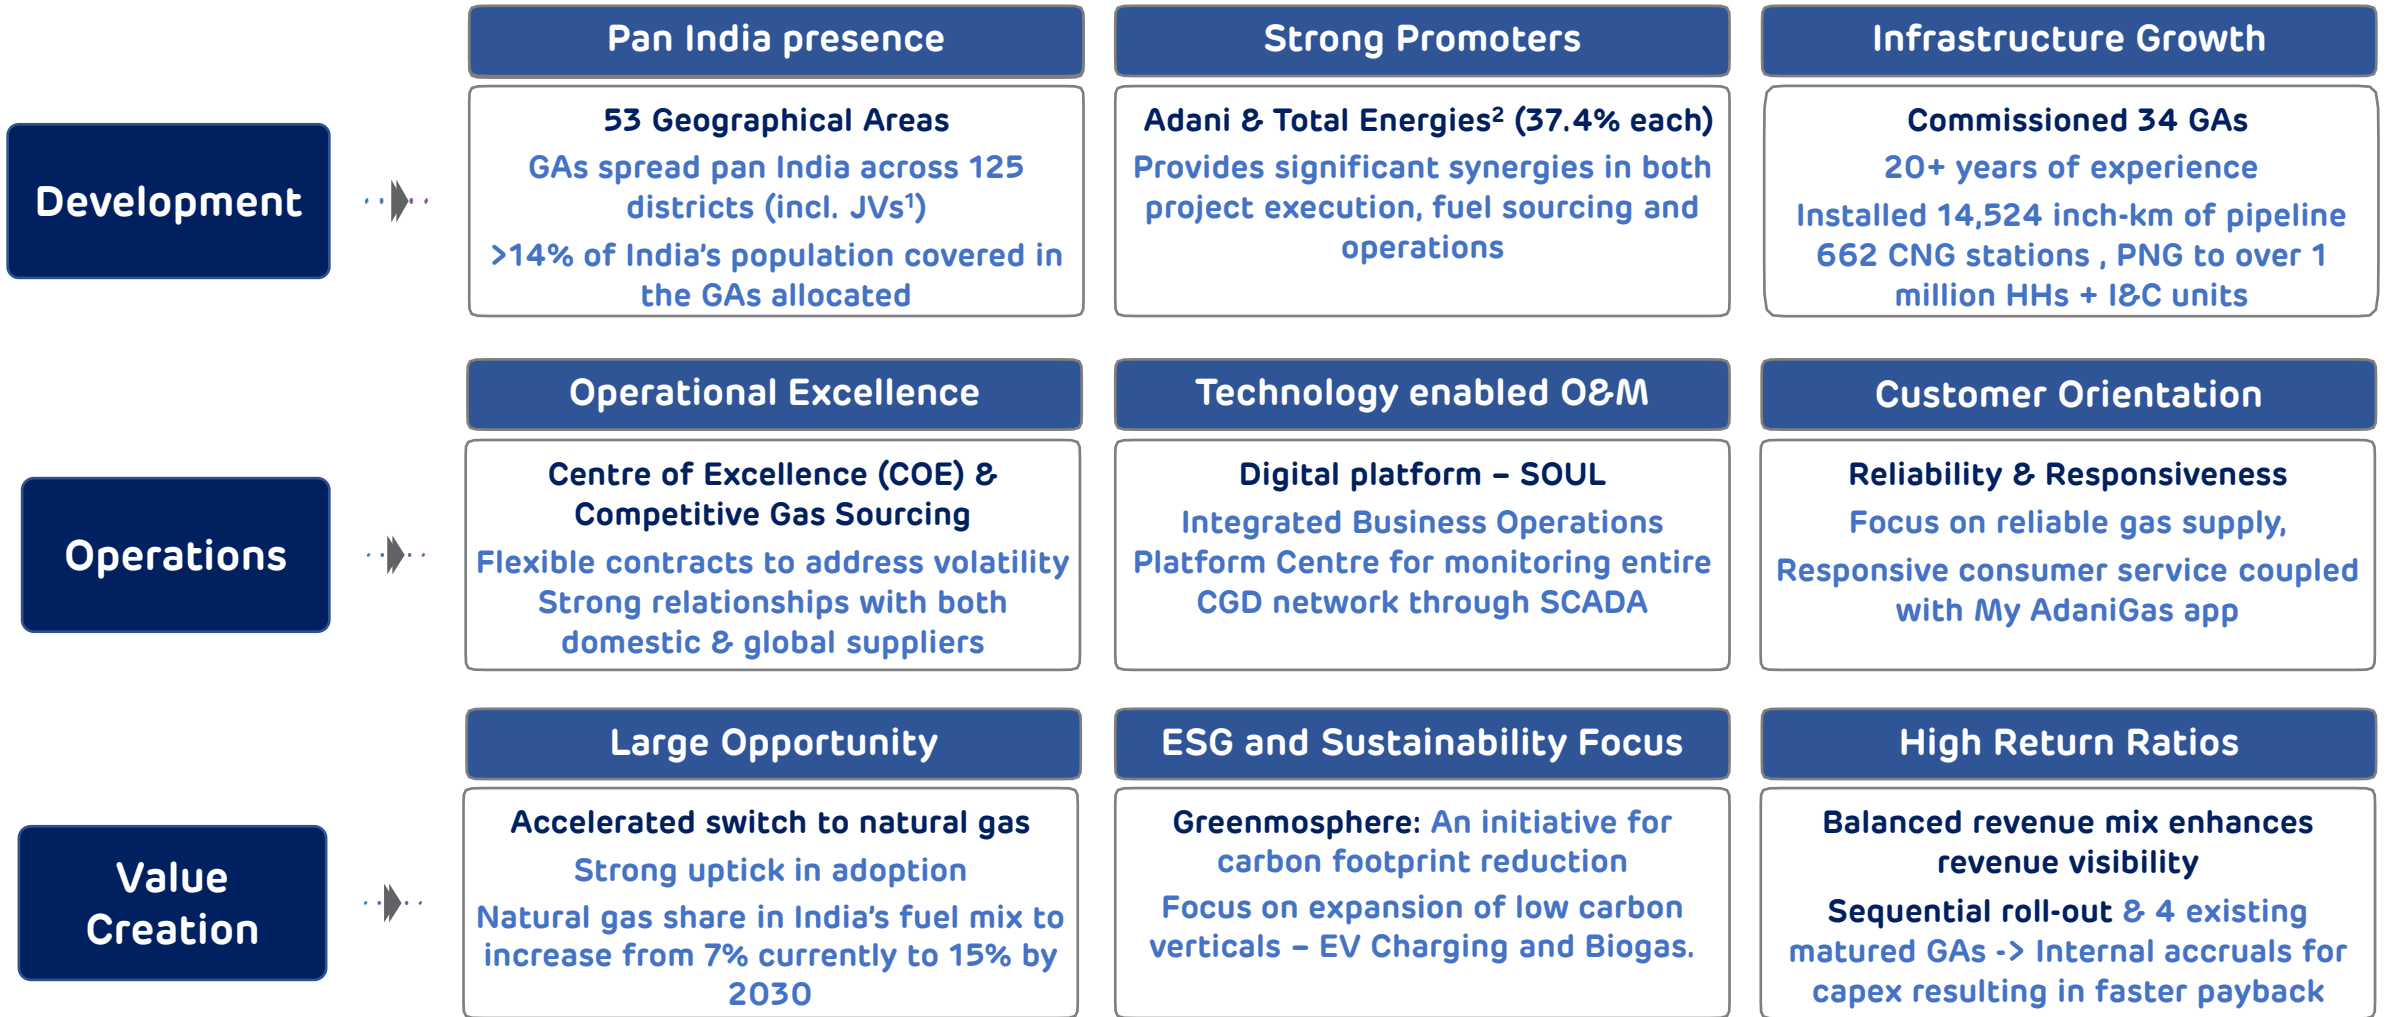 Development
Pan India presence
53 Geographical Areas
GAs spread pan India across 125
districts (incl. JVs¹)
>14% of India's population covered in
the GAs allocated
Strong Promoters
Adani & Total Energies² (37.4% each)
Provides significant synergies in both
project execution, fuel sourcing and
operations
Infrastructure Growth
Commissioned 34 GAs
20+ years of experience
Installed 14,524 inch-km of pipeline
662 CNG stations , PNG to over 1
million HHs + I&C units
Operations
Operational Excellence
Centre of Excellence (COE) &
Competitive Gas Sourcing
Flexible contracts to address volatility
Strong relationships with both
domestic & global suppliers
Technology enabled O&M
Digital platform – SOUL
Integrated Business Operations
Platform Centre for monitoring entire
CGD network through SCADA
Customer Orientation
Reliability & Responsiveness
Focus on reliable gas supply,
Responsive consumer service coupled
with My AdaniGas app
Value
Creation
Large Opportunity
Accelerated switch to natural gas
Strong uptick in adoption
Natural gas share in India's fuel mix to
increase from 7% currently to 15% by
2030
ESG and Sustainability Focus
Greenmosphere: An initiative for
carbon footprint reduction
Focus on expansion of low carbon
verticals – EV Charging and Biogas.
High Return Ratios
Balanced revenue mix enhances
revenue visibility
Sequential roll-out & 4 existing
matured GAs -> Internal accruals for
capex resulting in faster payback